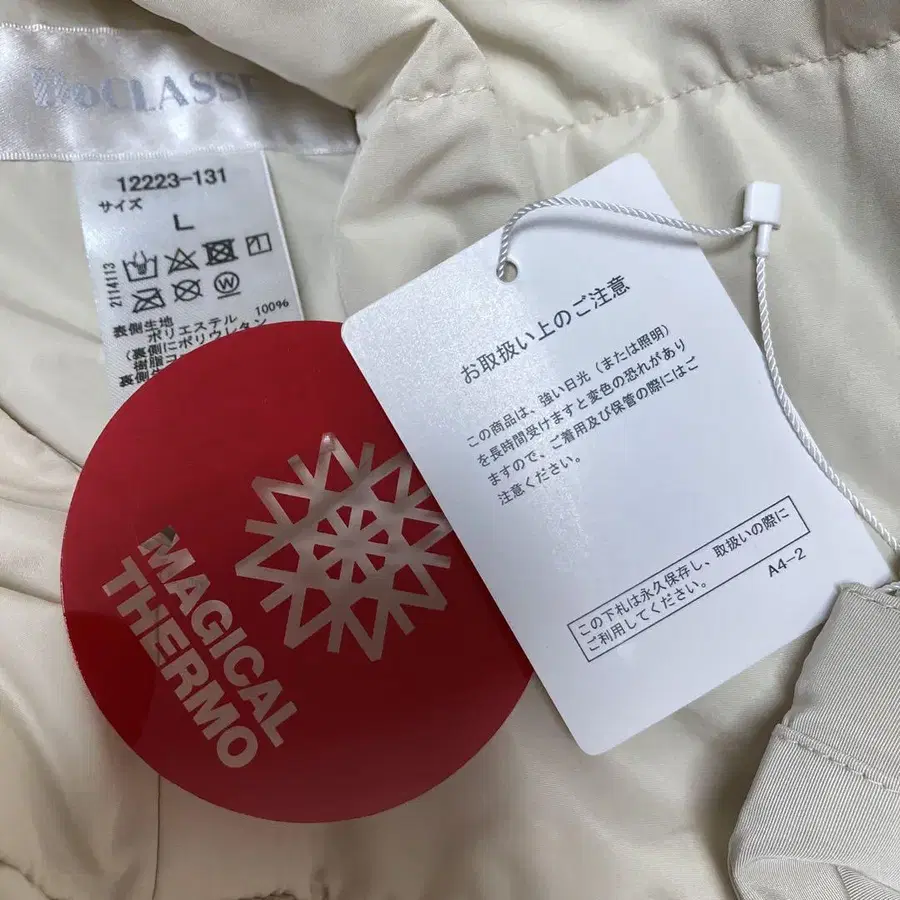 DoCLASSE
12223-131
サイズ
L
2114113
表側生地
ポリエステル 100%
(裏側にポリウレタン
樹脂コ
裏側
MAGICAL
THERMO
お取扱い上のご注意
この商品は、強い日光（または照明）
を長時間受けますと変色の恐れがあり
ますので、ご着用及び保管の際にはご
注意ください。
この下札は永久保存し、取扱いの際に
ご利用してください。
A4-2